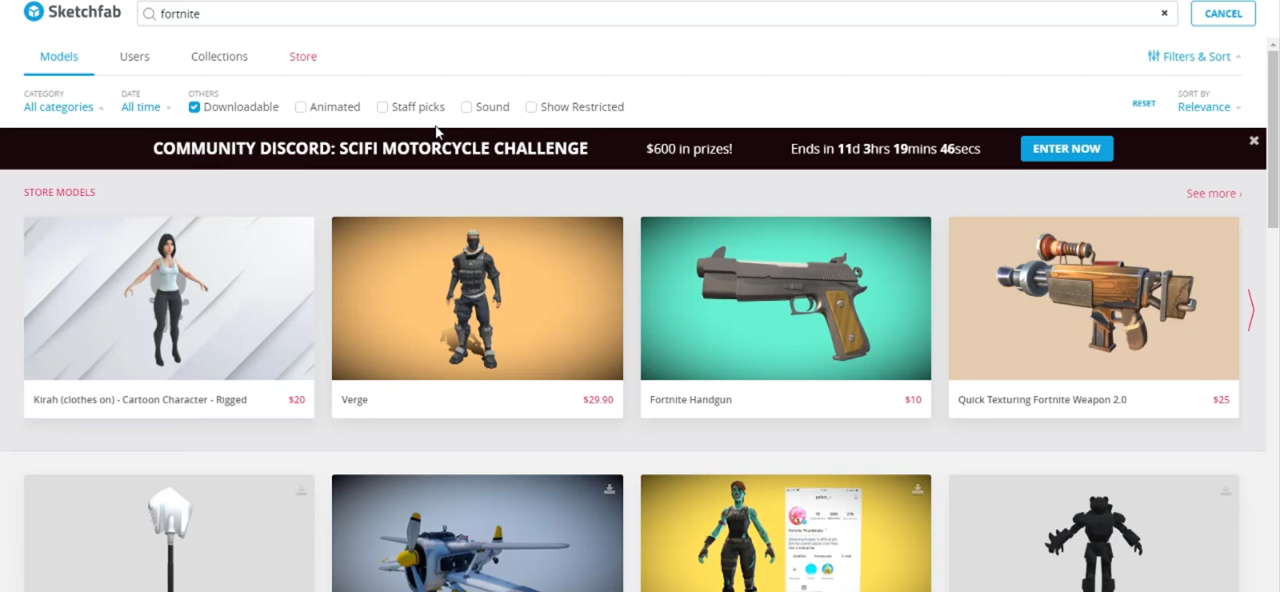 Sketchfab
fortnite
×
CANCEL
Models
Users
Collections
Store
Filters & Sort
CATEGORY
All categories
DATE
All time
OTHERS
Downloadable
Animated
Staff picks
Sound
Show Restricted
RESET
SORT BY
Relevance
COMMUNITY DISCORD: SCIFI MOTORCYCLE CHALLENGE
$600 in prizes!
Ends in 11d 3hrs 19mins 46secs
ENTER NOW
STORE MODELS
See more ›
Kirah (clothes on) - Cartoon Character - Rigged
$20
Verge
$29.90
Fortnite Handgun
$10
Quick Texturing Fortnite Weapon 2.0
$25